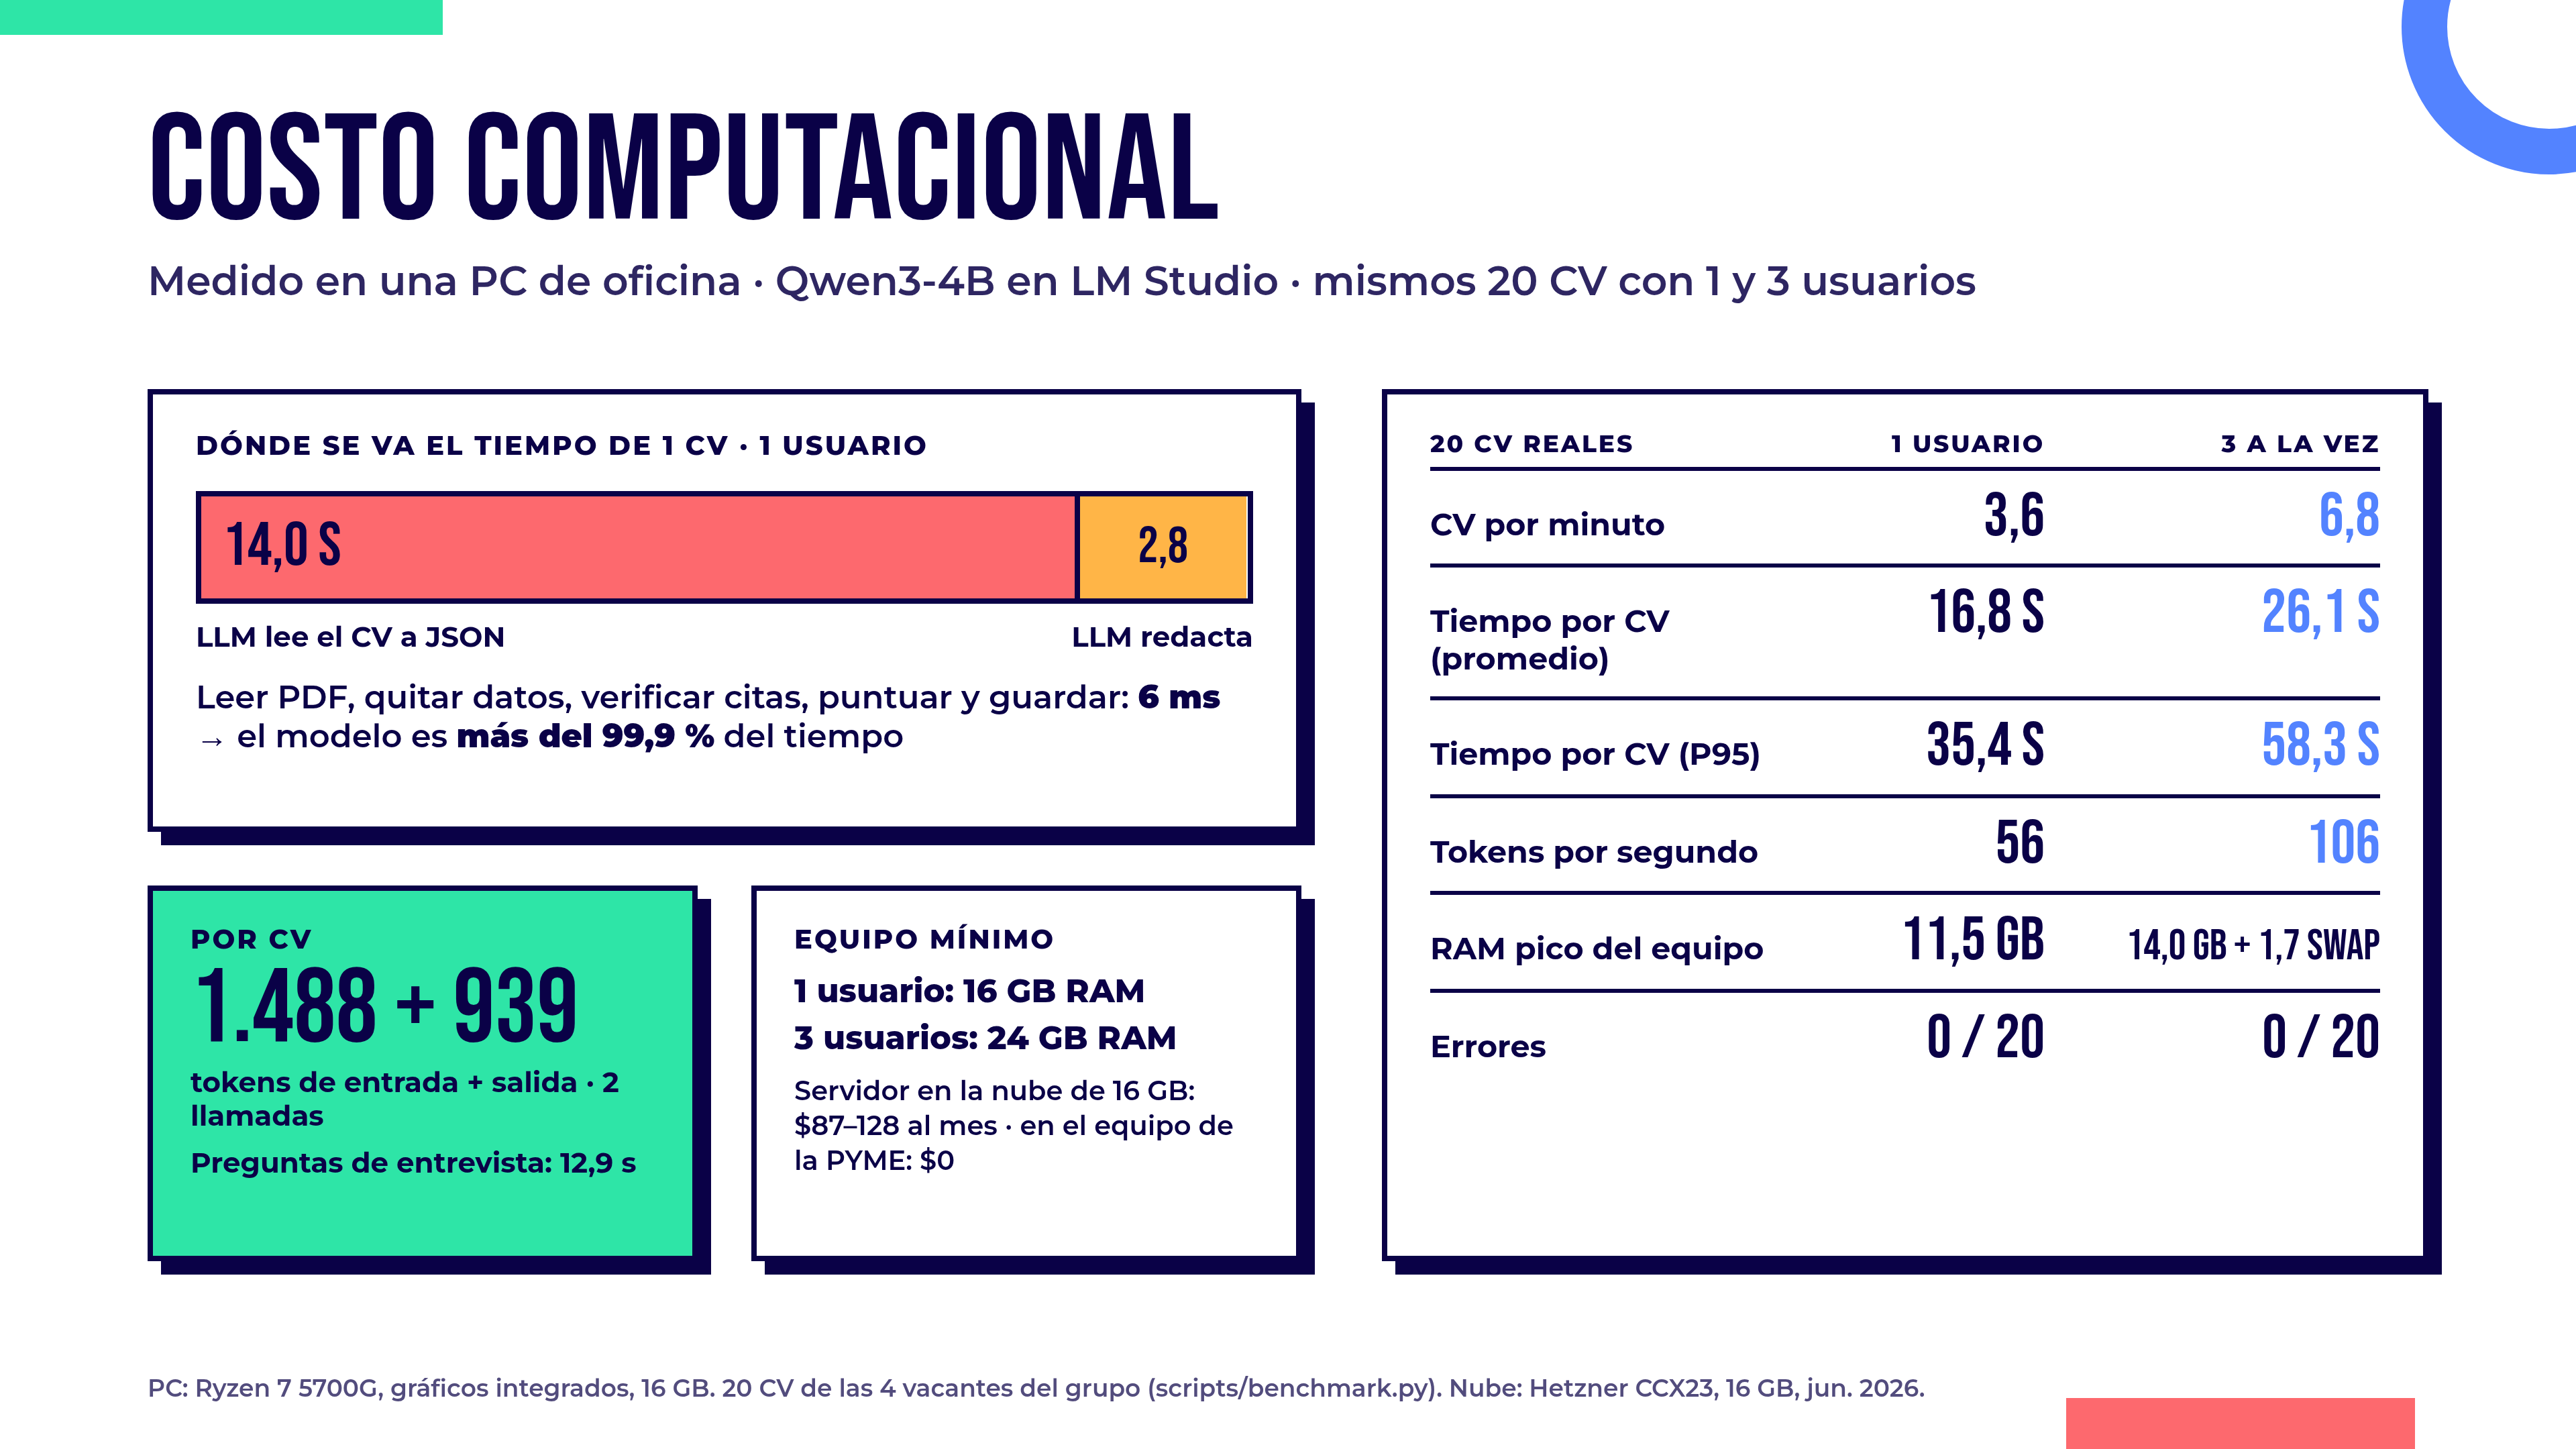 COSTO COMPUTACIONAL
Medido en una PC de oficina · Qwen3-4B en LM Studio · mismos 20 CV con 1 y 3 usuarios
DÓNDE SE VA EL TIEMPO DE 1 CV · 1 USUARIO
14,0 S 2,8
LLM lee el CV a JSON LLM redacta
Leer PDF, quitar datos, verificar citas, puntuar y guardar: 6 ms
→ el modelo es más del 99,9 % del tiempo
POR CV
1.488 + 939
tokens de entrada + salida · 2
llamadas
Preguntas de entrevista: 12,9 s
EQUIPO MÍNIMO
1 usuario: 16 GB RAM
3 usuarios: 24 GB RAM
Servidor en la nube de 16 GB:
$87–128 al mes · en el equipo de
la PYME: $0
20 CV REALES 1 USUARIO 3 A LA VEZ
CV por minuto 3,6 6,8
Tiempo por CV 16,8 S 26,1 S
(promedio)
Tiempo por CV (P95) 35,4 S 58,3 S
Tokens por segundo 56 106
RAM pico del equipo 11,5 GB 14,0 GB + 1,7 SWAP
Errores 0 / 20 0 / 20
PC: Ryzen 7 5700G, gráficos integrados, 16 GB. 20 CV de las 4 vacantes del grupo (scripts/benchmark.py). Nube: Hetzner CCX23, 16 GB, jun. 2026.